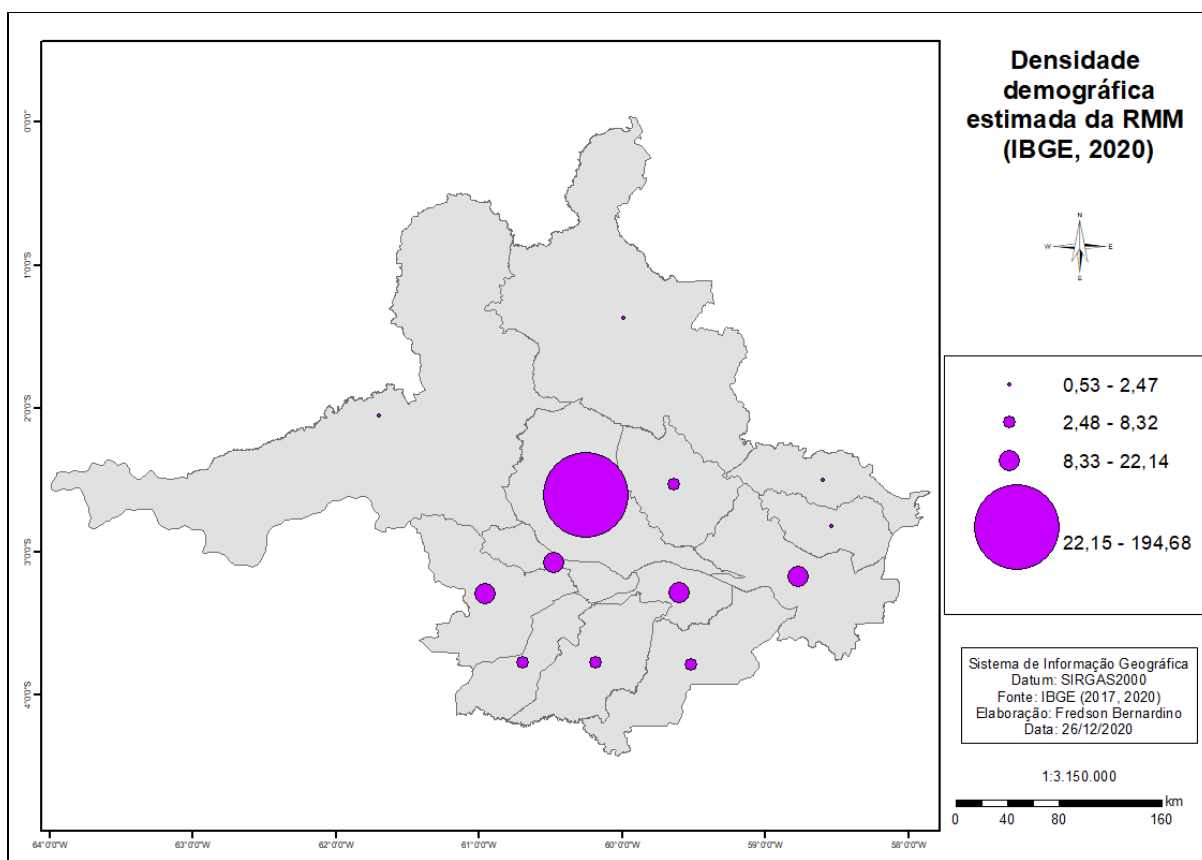 Densidade
demográfica
estimada da RMM
(IBGE, 2020)
N
W
E
S
0,53 - 2,47
2,48 - 8,32
8,33 - 22,14
22,15 - 194,68
Sistema de Informação Geográfica
Datum: SIRGAS2000
Fonte: IBGE (2017, 2020)
Elaboração: Fredson Bernardino
Data: 26/12/2020
1:3.150.000
km
0 40 80 160
0°0'0"
1°0'0"S
2°0'0"S
3°0'0"S
4°0'0"S
64°0'0"W 63°0'0"W 62°0'0"W 61°0'0"W 60°0'0"W 59°0'0"W 58°0'0"W